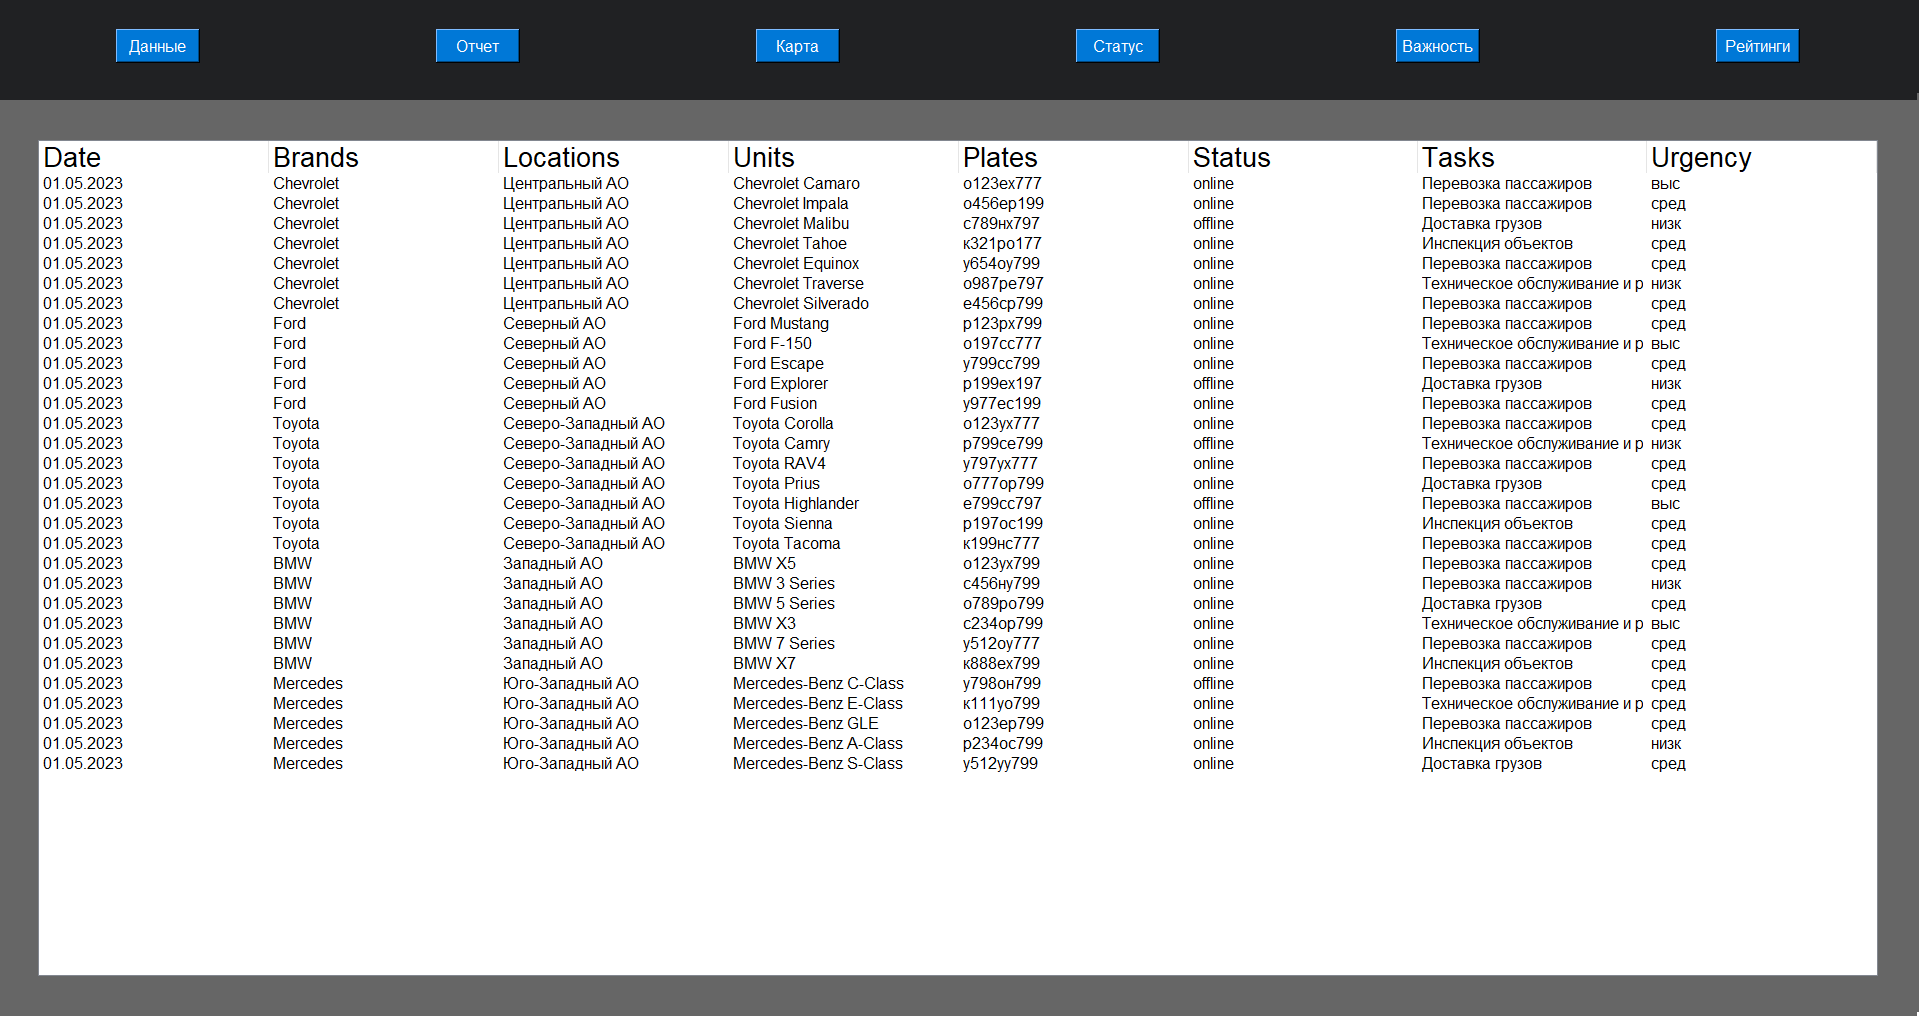 Данные Отчет Карта Статус Важность Рейтинги
Date Brands Locations Units Plates Status Tasks Urgency
01.05.2023 Chevrolet Центральный АО Chevrolet Camaro о123ех777 online Перевозка пассажиров выс
01.05.2023 Chevrolet Центральный АО Chevrolet Impala о456ер199 online Перевозка пассажиров сред
01.05.2023 Chevrolet Центральный АО Chevrolet Malibu с789нх797 offline Доставка грузов низк
01.05.2023 Chevrolet Центральный АО Chevrolet Tahoe к321ро177 online Инспекция объектов сред
01.05.2023 Chevrolet Центральный АО Chevrolet Equinox у654оу799 online Перевозка пассажиров сред
01.05.2023 Chevrolet Центральный АО Chevrolet Traverse о987ре797 online Техническое обслуживание и р низк
01.05.2023 Chevrolet Центральный АО Chevrolet Silverado е456ср799 online Перевозка пассажиров сред
01.05.2023 Ford Северный АО Ford Mustang р123рх799 online Перевозка пассажиров сред
01.05.2023 Ford Северный АО Ford F-150 о197сс777 online Техническое обслуживание и р выс
01.05.2023 Ford Северный АО Ford Escape у799сс799 online Перевозка пассажиров сред
01.05.2023 Ford Северный АО Ford Explorer р199ех197 offline Доставка грузов низк
01.05.2023 Ford Северный АО Ford Fusion у977ес199 online Перевозка пассажиров сред
01.05.2023 Toyota Северо-Западный АО Toyota Corolla о123ух777 online Перевозка пассажиров сред
01.05.2023 Toyota Северо-Западный АО Toyota Camry р799се799 offline Техническое обслуживание и р низк
01.05.2023 Toyota Северо-Западный АО Toyota RAV4 у797ух777 online Перевозка пассажиров сред
01.05.2023 Toyota Северо-Западный АО Toyota Prius о777ор799 online Доставка грузов сред
01.05.2023 Toyota Северо-Западный АО Toyota Highlander е799сс797 offline Перевозка пассажиров выс
01.05.2023 Toyota Северо-Западный АО Toyota Sienna р197ос199 online Инспекция объектов сред
01.05.2023 Toyota Северо-Западный АО Toyota Tacoma к199нс777 online Перевозка пассажиров сред
01.05.2023 BMW Западный АО BMW X5 о123ух799 online Перевозка пассажиров сред
01.05.2023 BMW Западный АО BMW 3 Series с456ну799 online Перевозка пассажиров низк
01.05.2023 BMW Западный АО BMW 5 Series о789ро799 online Доставка грузов сред
01.05.2023 BMW Западный АО BMW X3 с234ор799 online Техническое обслуживание и р выс
01.05.2023 BMW Западный АО BMW 7 Series у512оу777 online Перевозка пассажиров сред
01.05.2023 BMW Западный АО BMW X7 к888ех799 online Инспекция объектов сред
01.05.2023 Mercedes Юго-Западный АО Mercedes-Benz C-Class у798он799 offline Перевозка пассажиров сред
01.05.2023 Mercedes Юго-Западный АО Mercedes-Benz E-Class к111уо799 online Техническое обслуживание и р сред
01.05.2023 Mercedes Юго-Западный АО Mercedes-Benz GLE о123ер799 online Перевозка пассажиров сред
01.05.2023 Mercedes Юго-Западный АО Mercedes-Benz A-Class р234ос799 online Инспекция объектов низк
01.05.2023 Mercedes Юго-Западный АО Mercedes-Benz S-Class у512уу799 online Доставка грузов сред